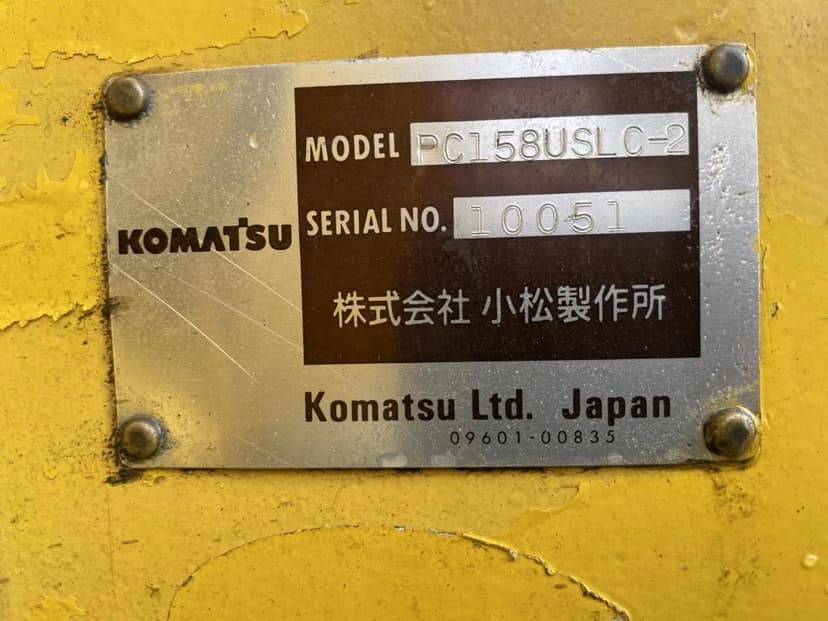 MODEL PC158USLC-2
KOMATSU
SERIAL NO. 10051
株式会社 小松製作所
Komatsu Ltd. Japan
09601-00835